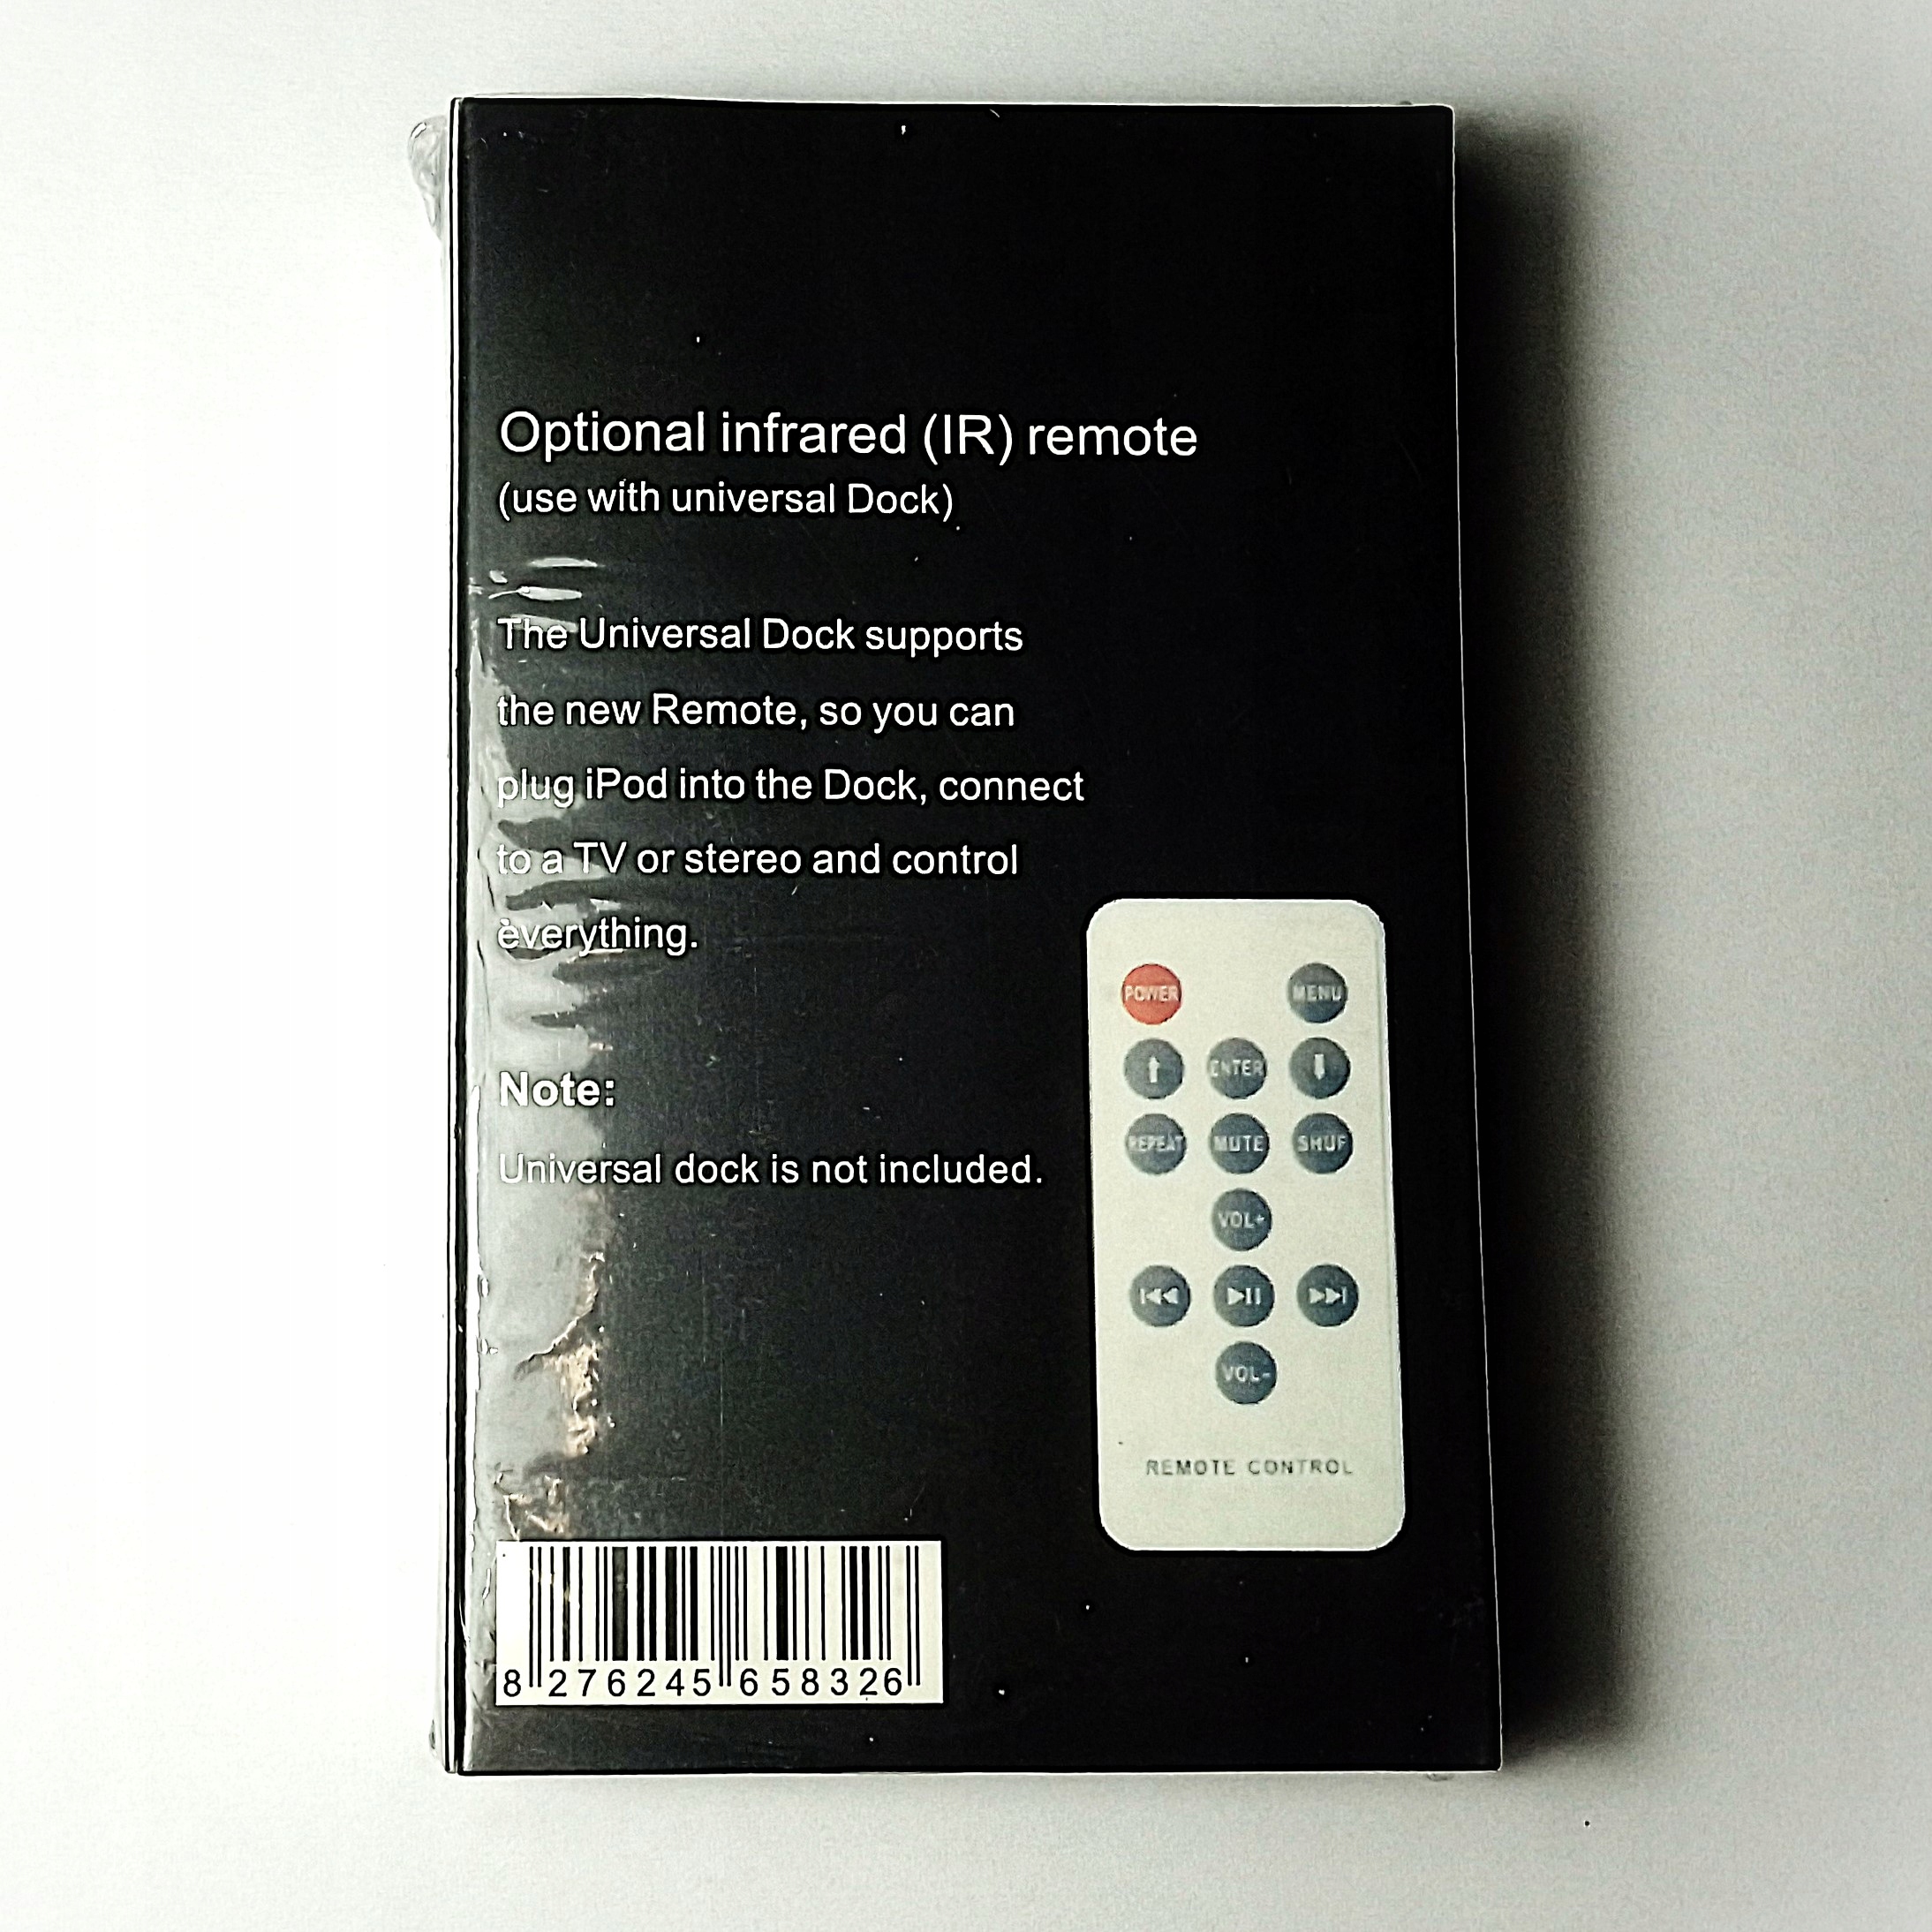 Optional infrared (IR) remote
(use with universal Dock)
The Universal Dock supports
the new Remote, so you can
plug iPod into the Dock, connect
to a TV or stereo and control
everything.
Note:
Universal dock is not included.
POWER MENU
ENTER
REPEAT MUTE SHUF
VOL+
VOL-
REMOTE CONTROL
8 276245 658326